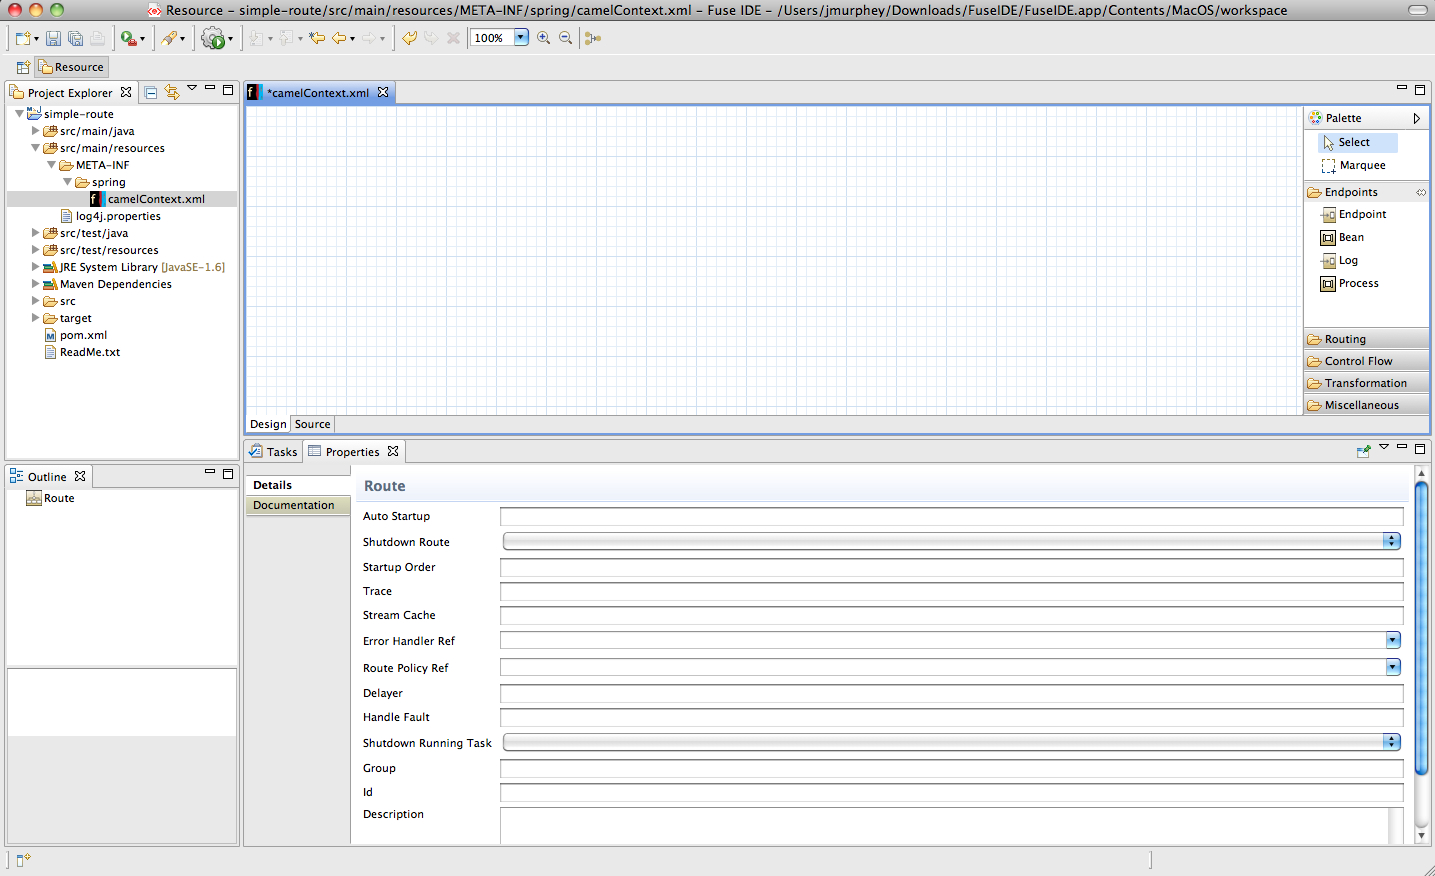 Resource - simple-route/src/main/resources/META-INF/spring/camelContext.xml - Fuse IDE - /Users/jmurphey/Downloads/FuseIDE/FuseIDE.app/Contents/MacOS/workspace
100%
Resource
Project Explorer
simple-route
src/main/java
src/main/resources
META-INF
spring
camelContext.xml
log4j.properties
src/test/java
src/test/resources
JRE System Library [JavaSE-1.6]
Maven Dependencies
src
target
pom.xml
ReadMe.txt
Outline
Route
*camelContext.xml
Palette
Select
Marquee
Endpoints
Endpoint
Bean
Log
Process
Routing
Control Flow
Transformation
Miscellaneous
Design Source
Tasks Properties
Details
Documentation
Route
Auto Startup
Shutdown Route
Startup Order
Trace
Stream Cache
Error Handler Ref
Route Policy Ref
Delayer
Handle Fault
Shutdown Running Task
Group
Id
Description